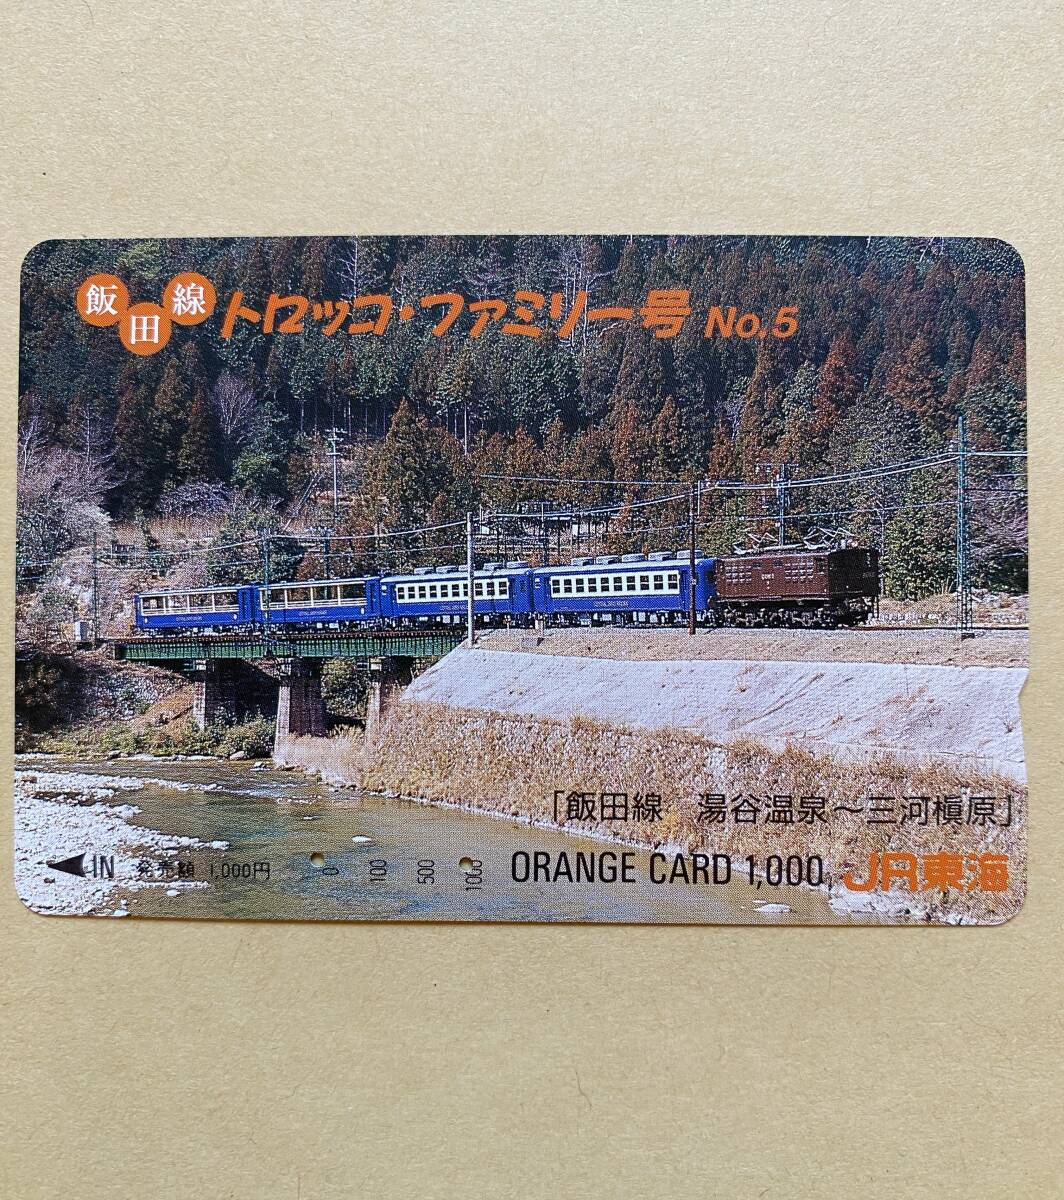 飯田線 トロッコ・ファミリー号 No.5
「飯田線　湯谷温泉～三河槇原」
IN 発売額 1,000円 0 100 500 1000 ORANGE CARD 1,000 JR東海